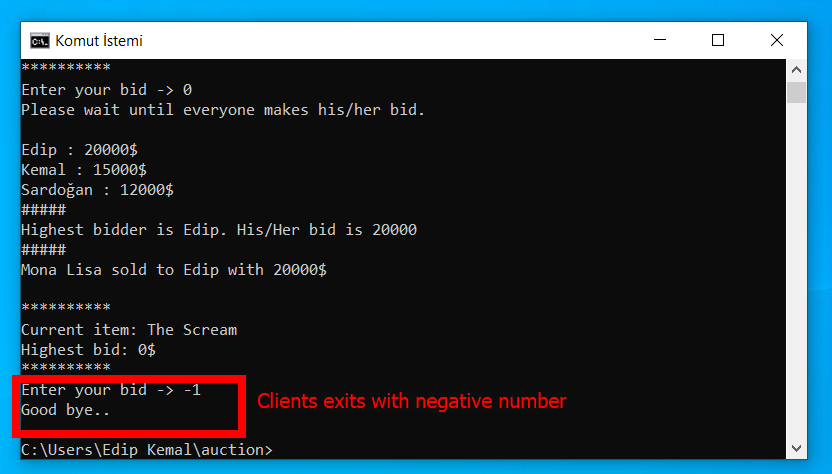 Komut İstemi
**********
Enter your bid -> 0
Please wait until everyone makes his/her bid.
Edip : 20000$
Kemal : 15000$
Sardoğan : 12000$
#####
Highest bidder is Edip. His/Her bid is 20000
#####
Mona Lisa sold to Edip with 20000$
**********
Current item: The Scream
Highest bid: 0$
**********
Enter your bid -> -1
Good bye..
Clients exits with negative number
C:\Users\Edip Kemal\auction>